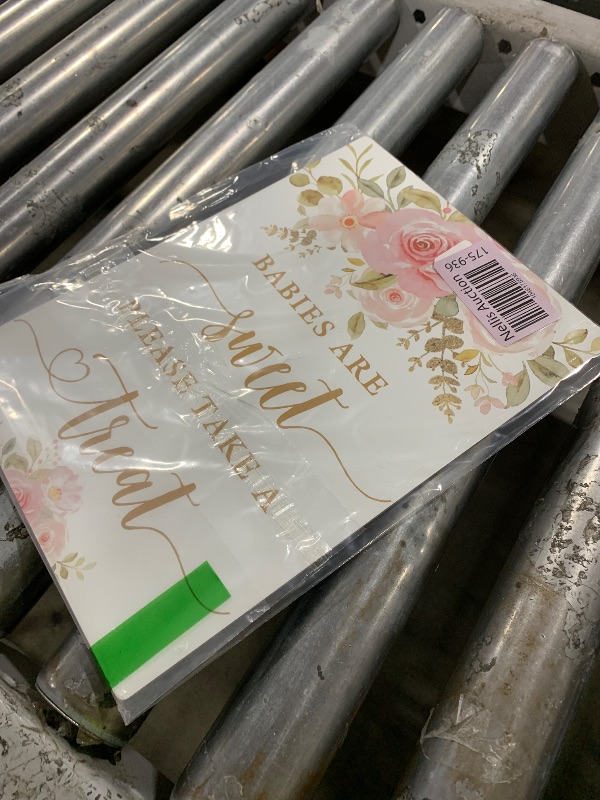 BABIES ARE
sweet
PLEASE TAKE A
treat
Nellis Auction
175-936